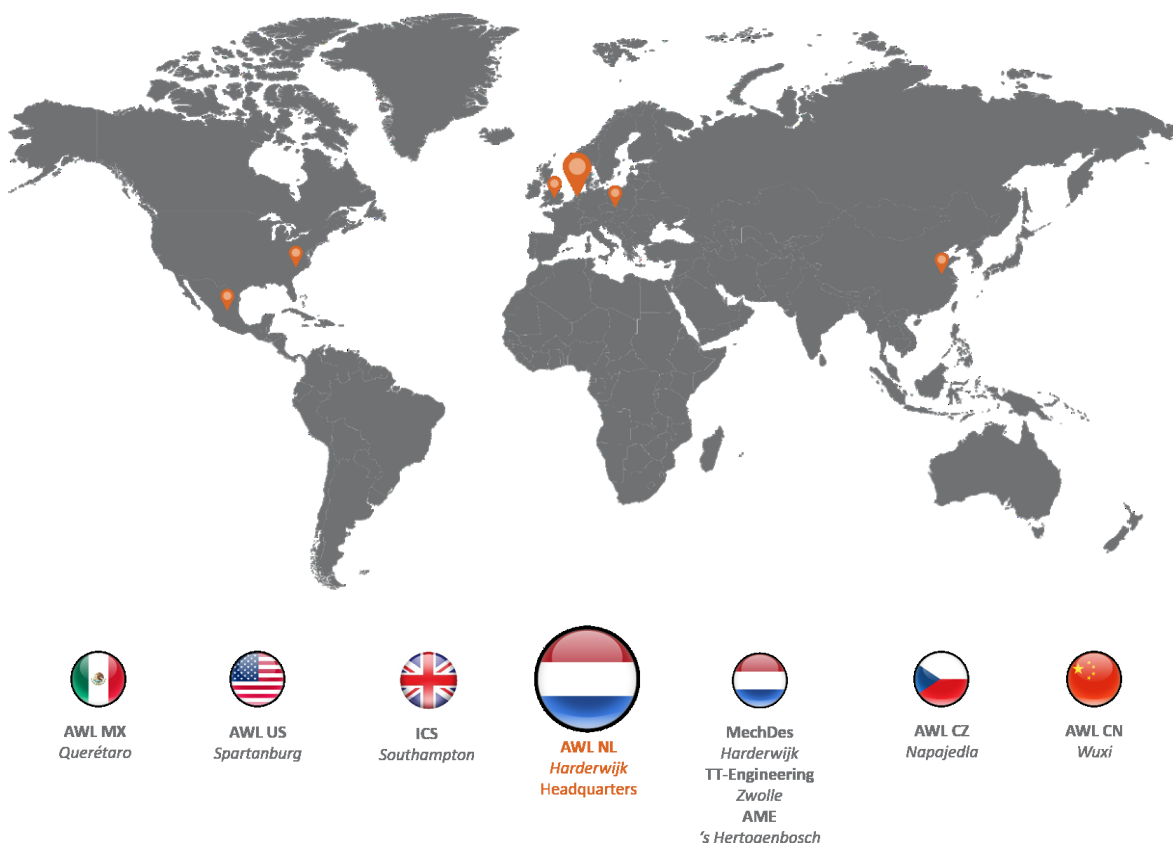 AWL MX
Querétaro
AWL US
Spartanburg
ICS
Southampton
AWL NL
Harderwijk
Headquarters
MechDes
Harderwijk
TT-Engineering
Zwolle
AME
‘s Hertogenbosch
AWL CZ
Napajedla
AWL CN
Wuxi